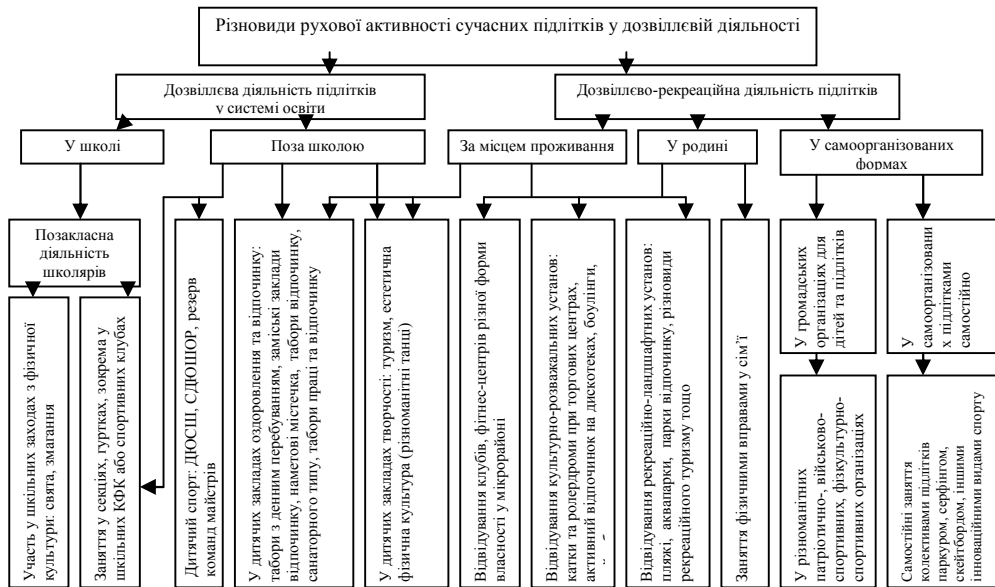 Різновиди рухової активності сучасних підлітків у дозвіллєвій діяльності
Дозвіллєва діяльність підлітків
у системі освіти
Дозвіллєво-рекреаційна діяльність підлітків
У школі
Поза школою
За місцем проживання
У родині
У самоорганізованих
формах
Позакласна
діяльність
школярів
Участь у шкільних заходах з фізичної
культури: свята, змагання
Заняття у секціях, гуртках, зокрема у
шкільних КФК або спортивних клубах
Дитячий спорт: ДЮСШ, СДЮШОР, резерв
команд майстрів
У дитячих закладах оздоровлення та відпочинку:
табори з денним перебуванням, заміські заклади
відпочинку, наметові містечка, табори відпочинку,
санаторного типу, табори праці та відпочинку
У дитячих закладах творчості: туризм, естетична
фізична культура (різноманітні танці)
Відвідування клубів, фітнес-центрів різної форми
власності у мікрорайоні
Відвідування культурно-розважальних установ:
катки та ролердроми при торгових центрах,
активний відпочинок на дискотеках, боулінги,
Відвідування рекреаційно-ландшафтних установ:
пляжі, аквапарки, парки відпочинку, різновиди
рекреаційного туризму тощо
Заняття фізичними вправами у сім᾽ї
У громадських
організаціях для
дітей та підлітків
У
самоорганізовани
х підлітками
самостійно
У різноманітних
патріотично-, військово-
спортивних, фізкультурно-
спортивних організаціях
Самостійні заняття
колективами підлітків
паркуром, серфінгом,
скейтбордом, іншими
інноваційними видами спорту